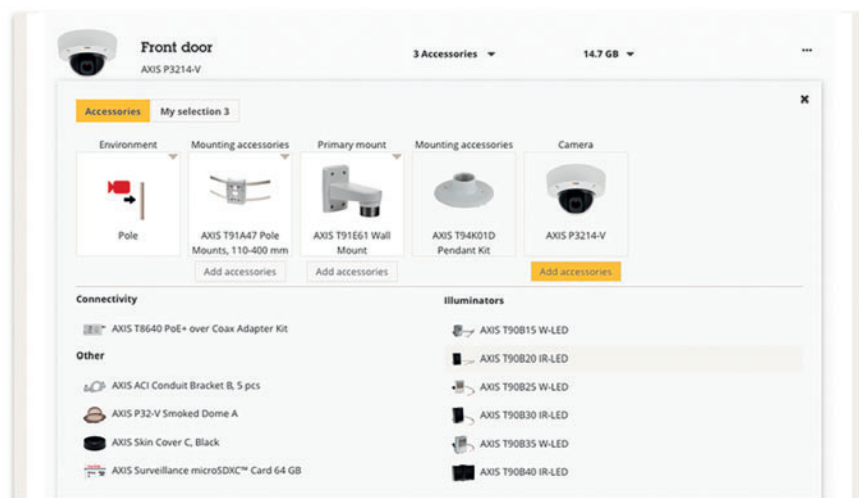 Front door
3 Accessories
14.7 GB
AXIS P3214-V
Accessories
My selection 3
Environment
Mounting accessories
Primary mount
Mounting accessories
Camera
Pole
AXIS T91A47 Pole
Mounts, 110-400 mm
AXIS T91E61 Wall
Mount
AXIS T94K01D
Pendant Kit
AXIS P3214-V
Add accessories
Add accessories
Add accessories
Connectivity
AXIS T8640 PoE+ over Coax Adapter Kit
Other
AXIS ACI Conduit Bracket B, 5 pcs
AXIS P32-V Smoked Dome A
AXIS Skin Cover C, Black
AXIS Surveillance microSDXC™ Card 64 GB
Illuminators
AXIS T90B15 W-LED
AXIS T90B20 IR-LED
AXIS T90B25 W-LED
AXIS T90B30 IR-LED
AXIS T90B35 W-LED
AXIS T90B40 IR-LED